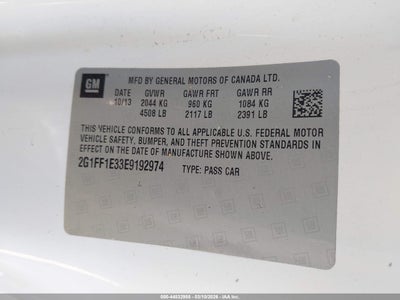 GM
MFD BY GENERAL MOTORS OF CANADA LTD.
DATE GVWR GAWR FRT GAWR RR
10/13 2044 KG 960 KG 1084 KG
4508 LB 2117 LB 2391 LB
THIS VEHICLE CONFORMS TO ALL APPLICABLE U.S. FEDERAL MOTOR
VEHICLE SAFETY, BUMPER, AND THEFT PREVENTION STANDARDS IN
EFFECT ON THE DATE OF MANUFACTURE SHOWN ABOVE.
2G1FF1E33E9192974 TYPE: PASS CAR